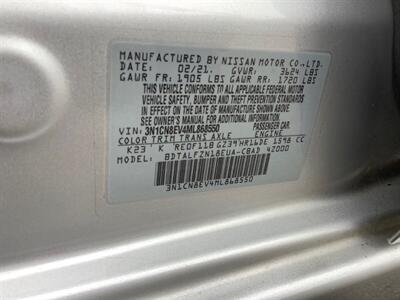 MANUFACTURED BY NISSAN MOTOR CO.,LTD.
DATE: 02/21. GVWR: 3624 LBS
GAWR FR: 1905 LBS GAWR RR: 1720 LBS
THIS VEHICLE CONFORMS TO ALL APPLICABLE FEDERAL MOTOR
VEHICLE SAFETY, BUMPER, AND THEFT PREVENTION STANDARDS
IN EFFECT ON THE DATE OF MANUFACTURE SHOWN ABOVE.
SEE OWNERS MANUAL FOR ADDITIONAL INFORMATION.
VIN: 3N1CN8EV4ML868550 PASSENGER CAR
COLOR TRIM TRANS AXLE ENGINE
K23 K RE0F11B GZ39 HR16DE 1598 CC
MODEL: BDTALFZN18EUA-CBAD 42000
3N1CN8EV4ML868550